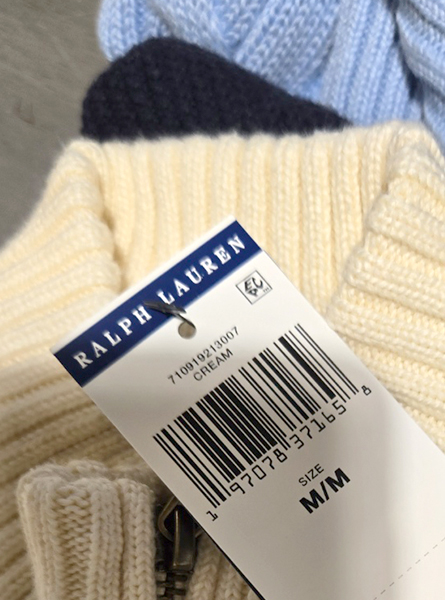 RALPH LAUREN
710919213007
CREAM
1 97078 37165 8
SIZE
M/M